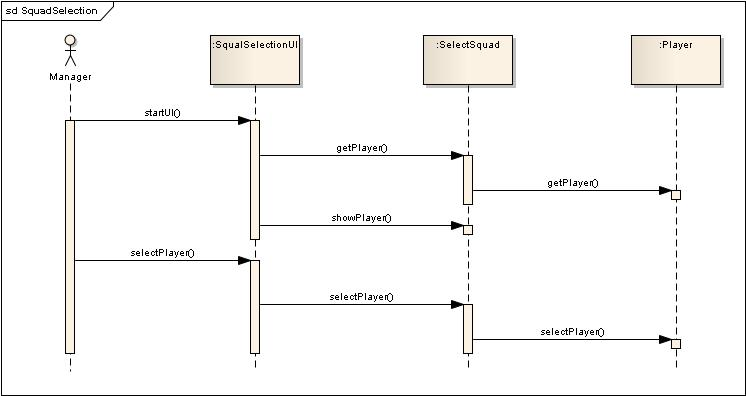 sd SquadSelection
:SqualSelectionUI
:SelectSquad
:Player
Manager
startUI()
getPlayer()
getPlayer()
showPlayer()
selectPlayer()
selectPlayer()
selectPlayer()